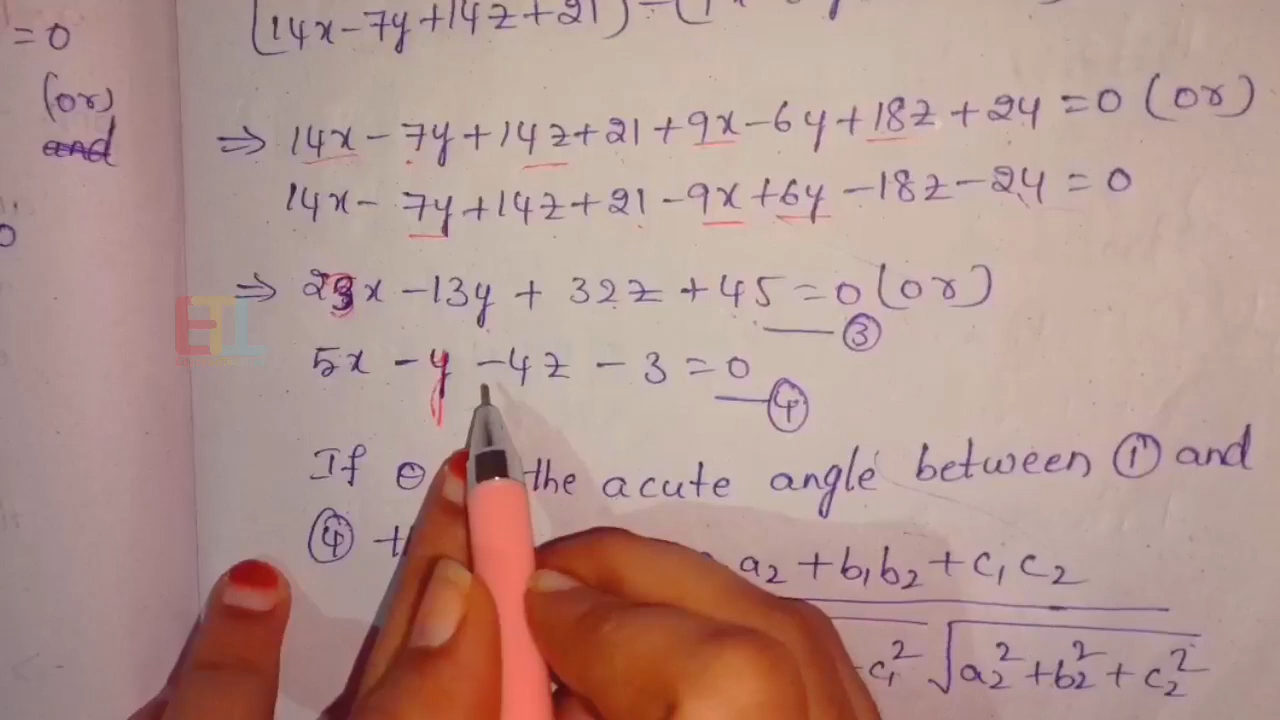 = 0
(or)
and
0
(14x-7y+14z+21) = (
⇒ 14x - 7y + 14z + 21 + 9x - 6y + 18z + 24 = 0 (or)
14x - 7y + 14z + 21 - 9x + 6y - 18z - 24 = 0
⇒ 23x - 13y + 32z + 45 = 0 (or)
③
5x - y - 4z - 3 = 0
④
If θ the acute angle between ① and
④
a₂ + b₁b₂ + c₁c₂
c₁² √a₂² + b₂² + c₂²
ETL